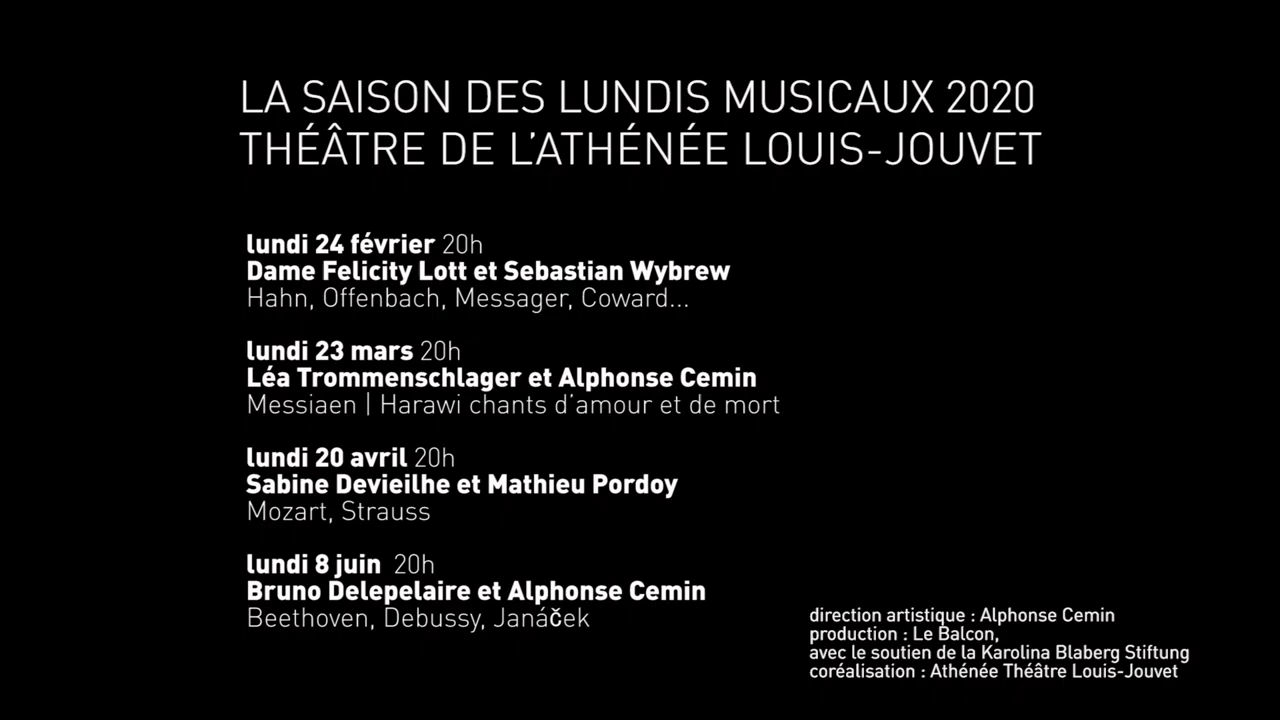 LA SAISON DES LUNDIS MUSICAUX 2020
THÉÂTRE DE L'ATHÉNÉE LOUIS-JOUVET
lundi 24 février 20h
Dame Felicity Lott et Sebastian Wybrew
Hahn, Offenbach, Messager, Coward...
lundi 23 mars 20h
Léa Trommenschlager et Alphonse Cemin
Messiaen | Harawi chants d'amour et de mort
lundi 20 avril 20h
Sabine Devieilhe et Mathieu Pordoy
Mozart, Strauss
lundi 8 juin 20h
Bruno Delepelaire et Alphonse Cemin
Beethoven, Debussy, Janáček
direction artistique : Alphonse Cemin
production : Le Balcon,
avec le soutien de la Karolina Blaberg Stiftung
coréalisation : Athénée Théâtre Louis-Jouvet